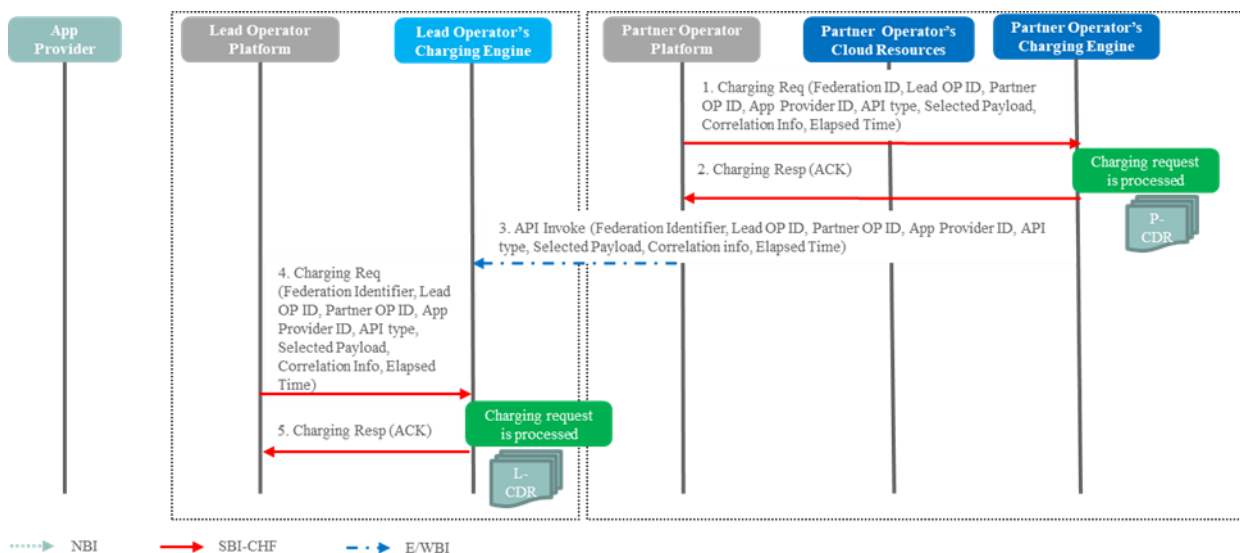 App
Provider
Lead Operator
Platform
Lead Operator's
Charging Engine
Partner Operator
Platform
Partner Operator's
Cloud Resources
Partner Operator's
Charging Engine
1. Charging Req (Federation ID, Lead OP ID, Partner
OP ID, App Provider ID, API type, Selected Payload,
Correlation Info, Elapsed Time)
2. Charging Resp (ACK)
Charging request
is processed
P-
CDR
3. API Invoke (Federation Identifier, Lead OP ID, Partner OP ID, App Provider ID, API
type, Selected Payload, Correlation info, Elapsed Time)
4. Charging Req
(Federation Identifier, Lead
OP ID, Partner OP ID, App
Provider ID, API type,
Selected Payload,
Correlation Info, Elapsed
Time)
Charging request
is processed
5. Charging Resp (ACK)
L-
CDR
NBI
SBI-CHF
E/WBI